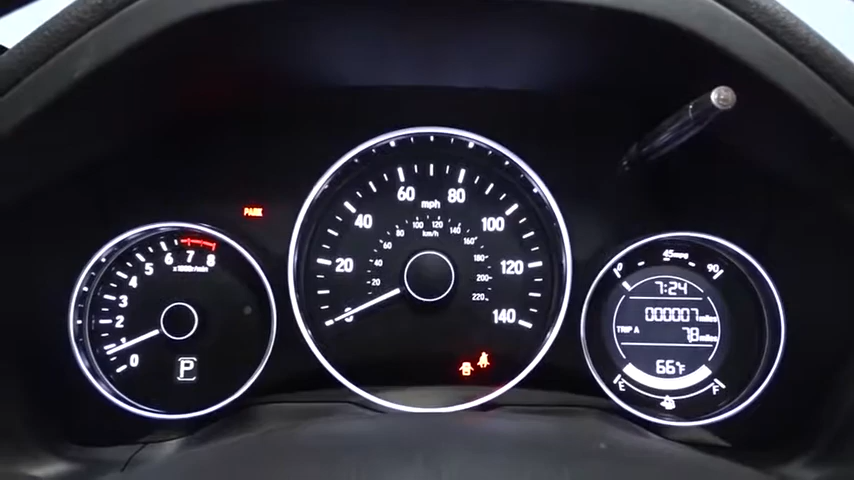 PARK
0 1 2 3 4 5 6 7 8
x1000r/min
P
0 20 40 60 80 100 120 140
mph
20 40 60 80 100 120 140 160 180 200 220
km/h
0 45mpg 90
7:24
000007 miles
TRIP A
7.8 miles
66°F
E F